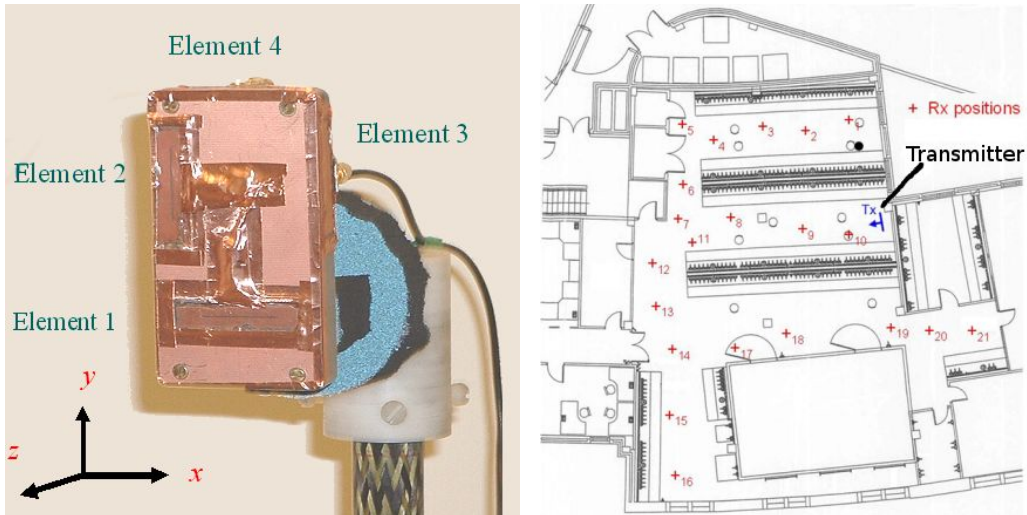 Element 4
Element 3
Element 2
Element 1
y
z
x
+ Rx positions
Transmitter
Tx
1
2
3
4
5
6
7
8
9
10
11
12
13
14
15
16
17
18
19
20
21